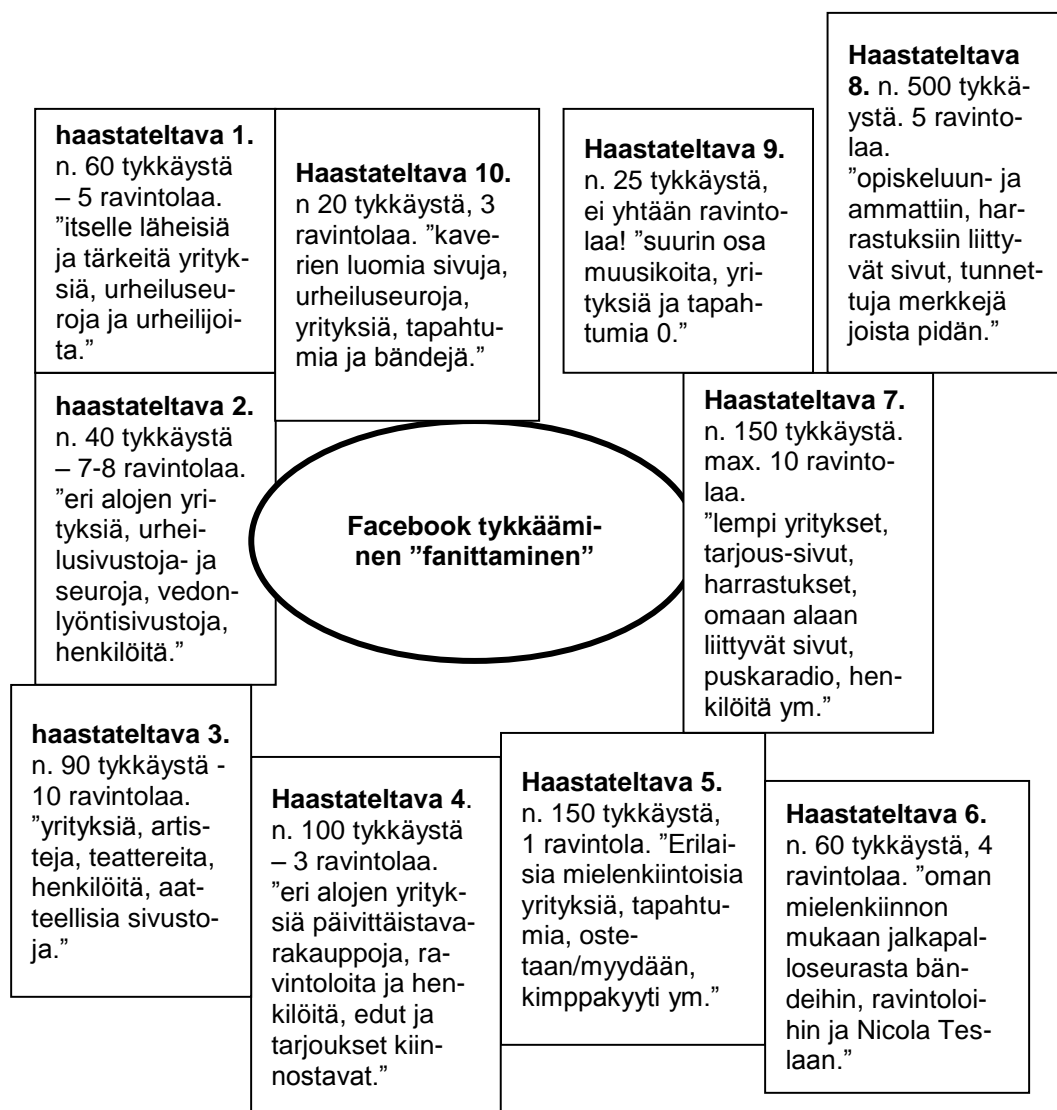 haastateltava 1.
n. 60 tykkäystä
– 5 ravintolaa.
”itselle läheisiä
ja tärkeitä yrityk-
siä, urheiluseu-
roja ja urheilijoi-
ta.”
Haastateltava 10.
n 20 tykkäystä, 3
ravintolaa. ”kave-
rien luomia sivuja,
urheiluseuroja,
yrityksiä, tapahtu-
mia ja bändejä.”
Haastateltava 9.
n. 25 tykkäystä,
ei yhtään ravinto-
laa! ”suurin osa
muusikoita, yri-
tyksiä ja tapah-
tumia 0.”
Haastateltava
8. n. 500 tykkä-
ystä. 5 ravinto-
laa.
”opiskeluun- ja
ammattiin, har-
rastuksiin liitty-
vät sivut, tunnet-
tuja merkkejä
joista pidän.”
haastateltava 2.
n. 40 tykkäystä
– 7-8 ravintolaa.
”eri alojen yri-
tyksiä, urhei-
lusivustoja- ja
seuroja, vedon-
lyöntisivustoja,
henkilöitä.”
Facebook tykkäämi-
nen ”fanittaminen”
Haastateltava 7.
n. 150 tykkäystä.
max. 10 ravinto-
laa.
”lempi yritykset,
tarjous-sivut,
harrastukset,
omaan alaan
liittyvät sivut,
puskaradio, hen-
kilöitä ym.”
haastateltava 3.
n. 90 tykkäystä -
10 ravintolaa.
”yrityksiä, artis-
teja, teattereita,
henkilöitä, aat-
teellisia sivusto-
ja.”
Haastateltava 4.
n. 100 tykkäystä
– 3 ravintolaa.
”eri alojen yrityk-
siä päivittäistava-
rakauppoja, ra-
vintoloita ja hen-
kilöitä, edut ja
tarjoukset kiin-
nostavat.”
Haastateltava 5.
n. 150 tykkäystä,
1 ravintola. ”Erilai-
sia mielenkiintoisia
yrityksiä, tapahtu-
mia, oste-
taan/myydään,
kimppakyyti ym.”
Haastateltava 6.
n. 60 tykkäystä, 4
ravintolaa. ”oman
mielenkiinnon
mukaan jalkapal-
loseurasta bän-
deihin, ravintoloi-
hin ja Nicola Tes-
laan.”